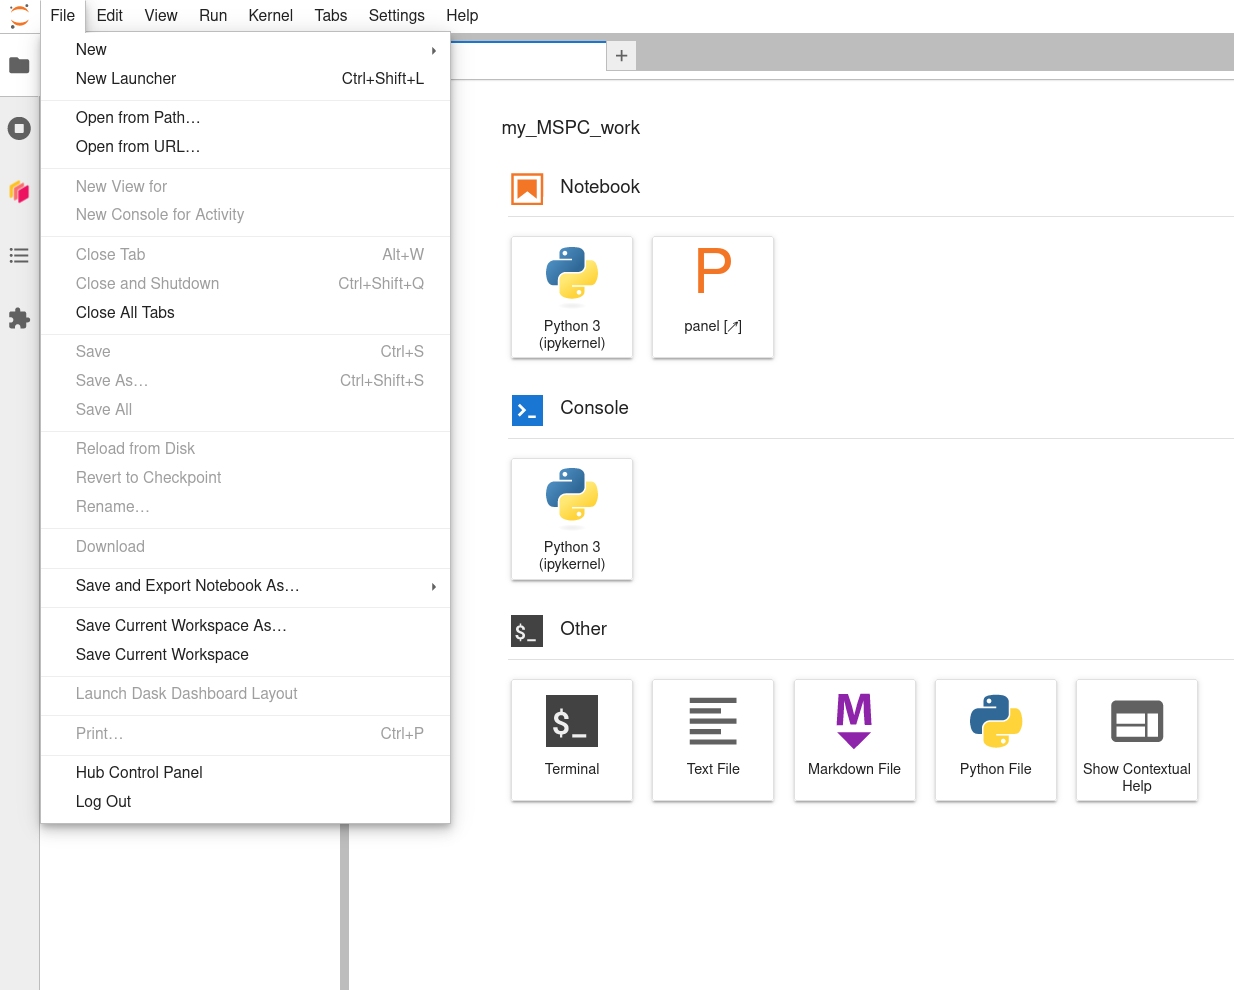 File Edit View Run Kernel Tabs Settings Help
New
New Launcher Ctrl+Shift+L
Open from Path…
Open from URL…
New View for
New Console for Activity
Close Tab Alt+W
Close and Shutdown Ctrl+Shift+Q
Close All Tabs
Save Ctrl+S
Save As… Ctrl+Shift+S
Save All
Reload from Disk
Revert to Checkpoint
Rename…
Download
Save and Export Notebook As…
Save Current Workspace As…
Save Current Workspace
Launch Dask Dashboard Layout
Print… Ctrl+P
Hub Control Panel
Log Out
+
my_MSPC_work
Notebook
Python 3
(ipykernel)
P
panel [↗]
Console
Python 3
(ipykernel)
$_ Other
$_
Terminal
Text File
M
Markdown File
Python File
Show Contextual
Help